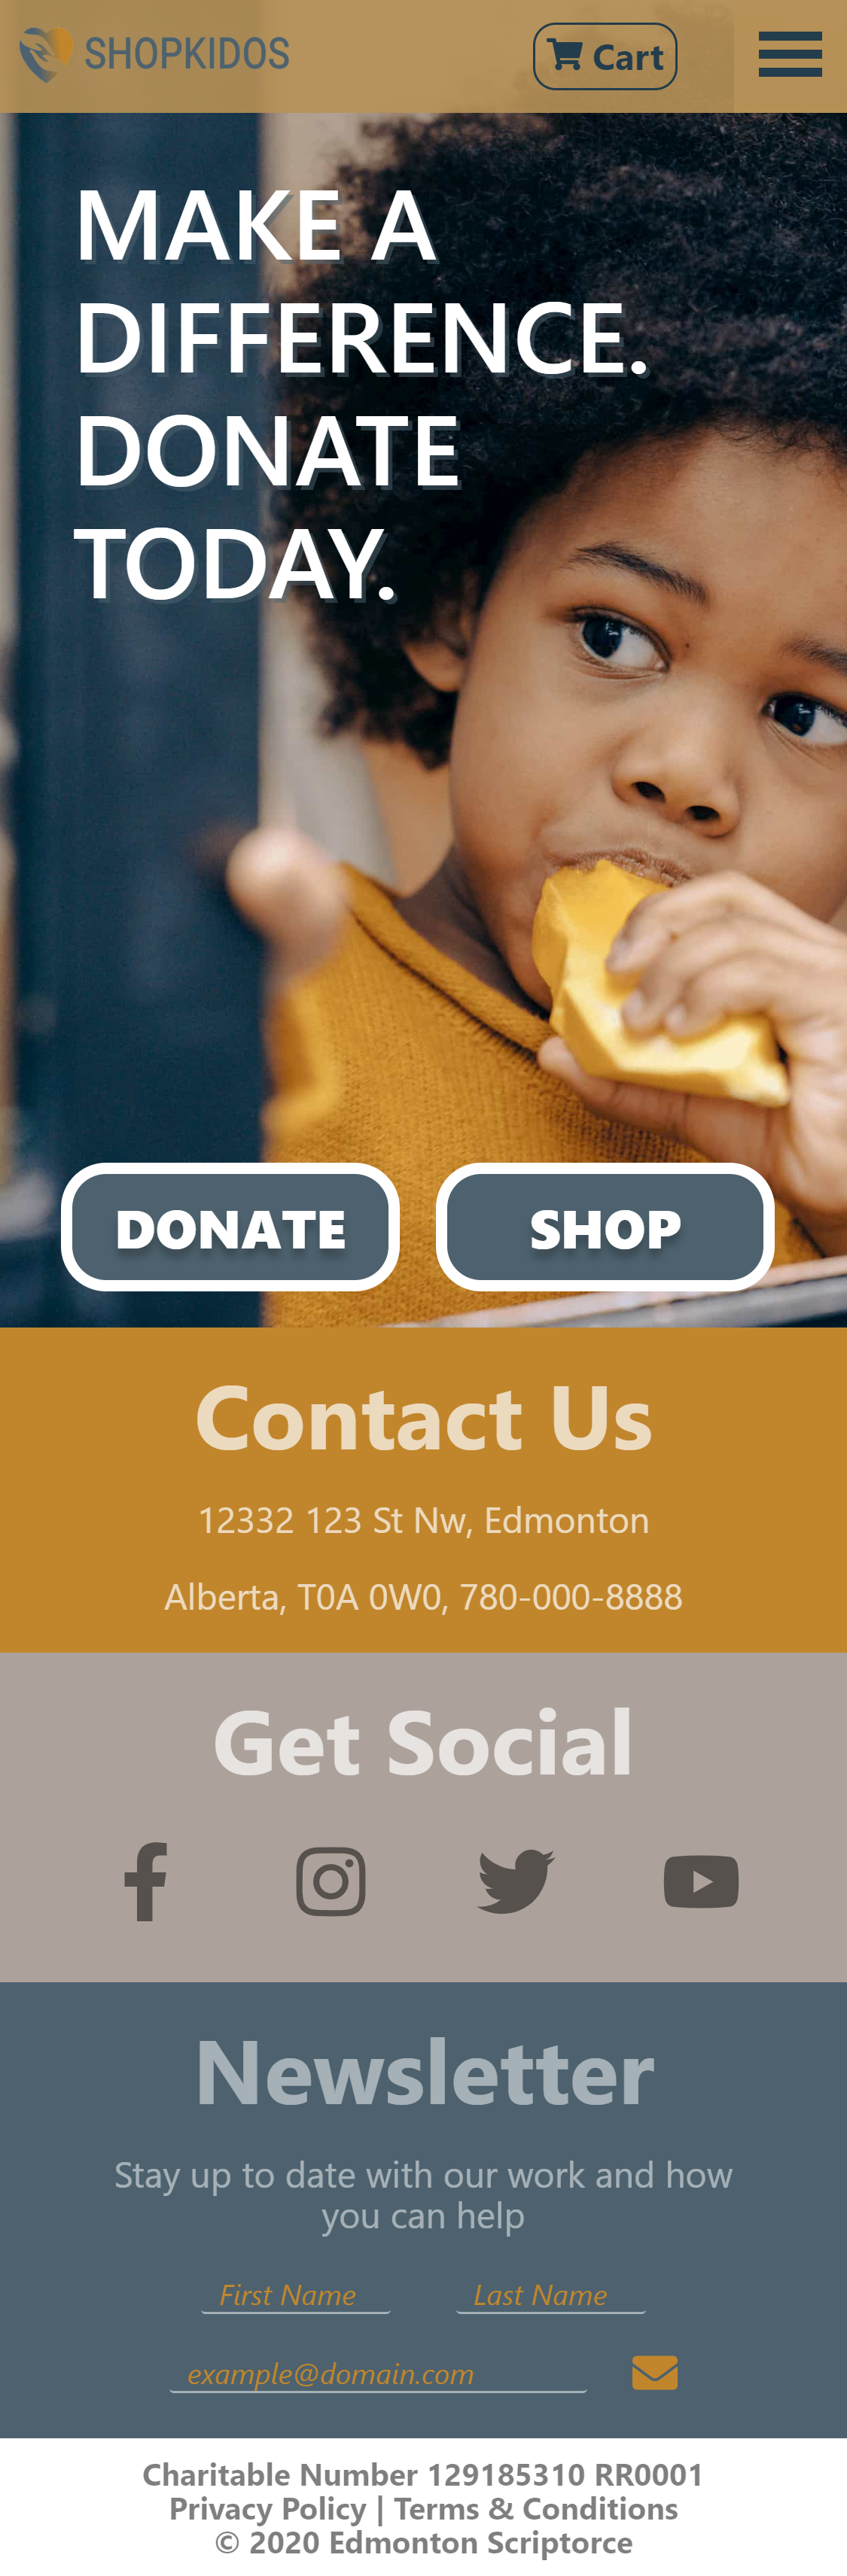 SHOPKIDOS
Cart
MAKE A
DIFFERENCE.
DONATE
TODAY.
DONATE
SHOP
Contact Us
12332 123 St Nw, Edmonton
Alberta, T0A 0W0, 780-000-8888
Get Social
Newsletter
Stay up to date with our work and how
you can help
First Name
Last Name
example@domain.com
Charitable Number 129185310 RR0001
Privacy Policy | Terms & Conditions
© 2020 Edmonton Scriptorce